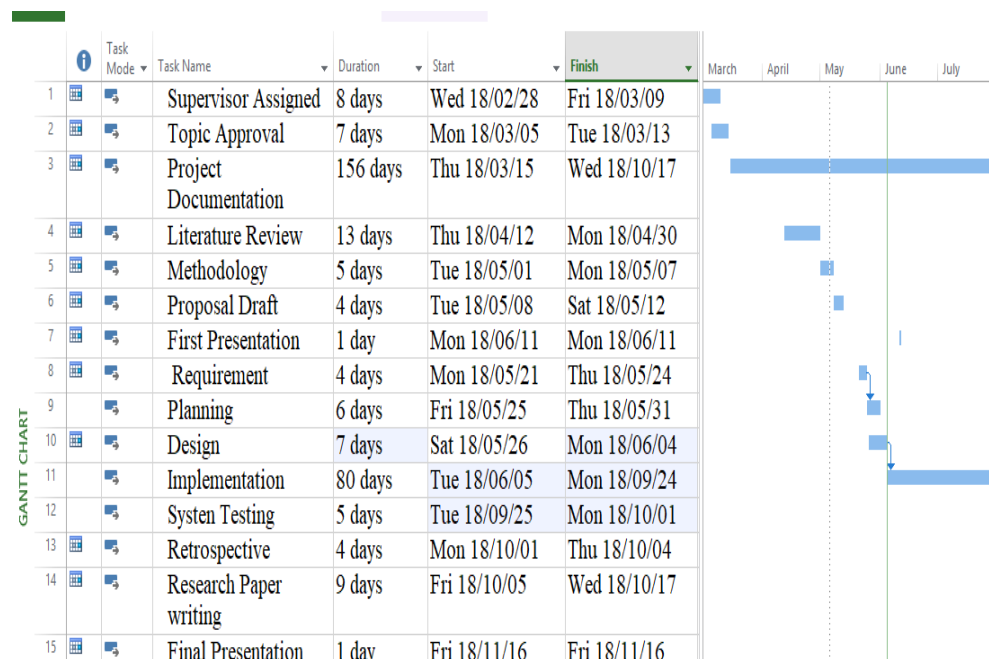 Task
Mode Task Name Duration Start Finish March April May June July
1 Supervisor Assigned 8 days Wed 18/02/28 Fri 18/03/09
2 Topic Approval 7 days Mon 18/03/05 Tue 18/03/13
3 Project 156 days Thu 18/03/15 Wed 18/10/17
Documentation
4 Literature Review 13 days Thu 18/04/12 Mon 18/04/30
5 Methodology 5 days Tue 18/05/01 Mon 18/05/07
6 Proposal Draft 4 days Tue 18/05/08 Sat 18/05/12
7 First Presentation 1 day Mon 18/06/11 Mon 18/06/11
8 Requirement 4 days Mon 18/05/21 Thu 18/05/24
9 Planning 6 days Fri 18/05/25 Thu 18/05/31
10 Design 7 days Sat 18/05/26 Mon 18/06/04
11 Implementation 80 days Tue 18/06/05 Mon 18/09/24
12 Systen Testing 5 days Tue 18/09/25 Mon 18/10/01
13 Retrospective 4 days Mon 18/10/01 Thu 18/10/04
14 Research Paper 9 days Fri 18/10/05 Wed 18/10/17
writing
15 Final Presentation 1 day Fri 18/11/16 Fri 18/11/16
GANTT CHART